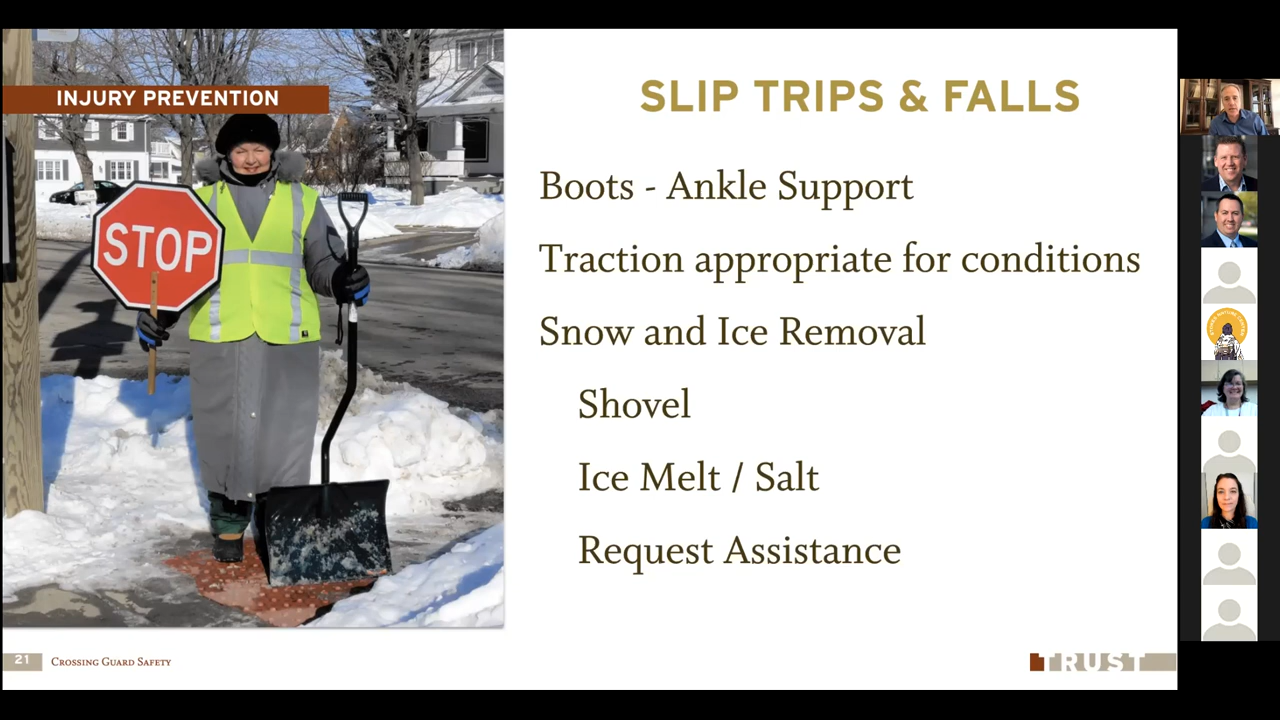 INJURY PREVENTION
STOP
SLIP TRIPS & FALLS
Boots - Ankle Support
Traction appropriate for conditions
Snow and Ice Removal
Shovel
Ice Melt / Salt
Request Assistance
21
Crossing Guard Safety
TRUST